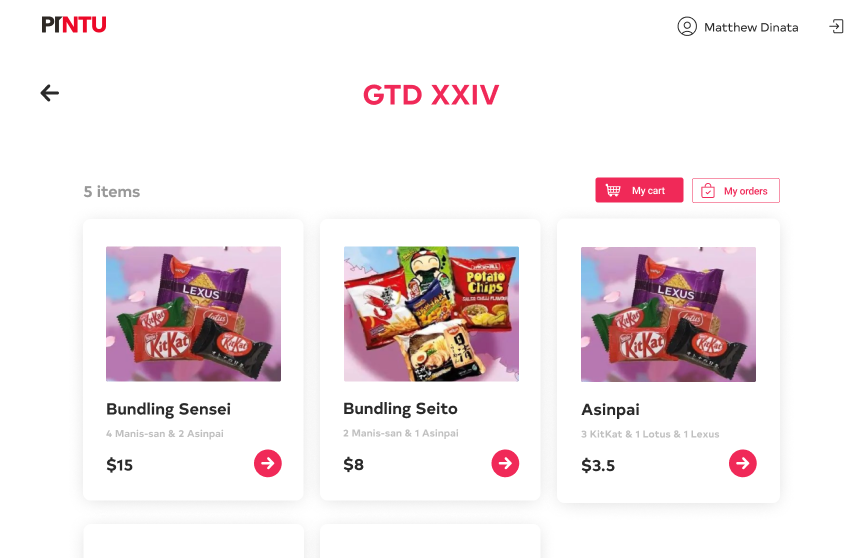 PINTU
Matthew Dinata
GTD XXIV
5 items
My cart
My orders
LEXUS
KitKat
Lotus
KitKat
KitKat
Potato
Chips
LEXUS
KitKat
Lotus
KitKat
KitKat
Bundling Sensei
4 Manis-san & 2 Asinpai
$15
Bundling Seito
2 Manis-san & 1 Asinpai
$8
Asinpai
3 KitKat & 1 Lotus & 1 Lexus
$3.5